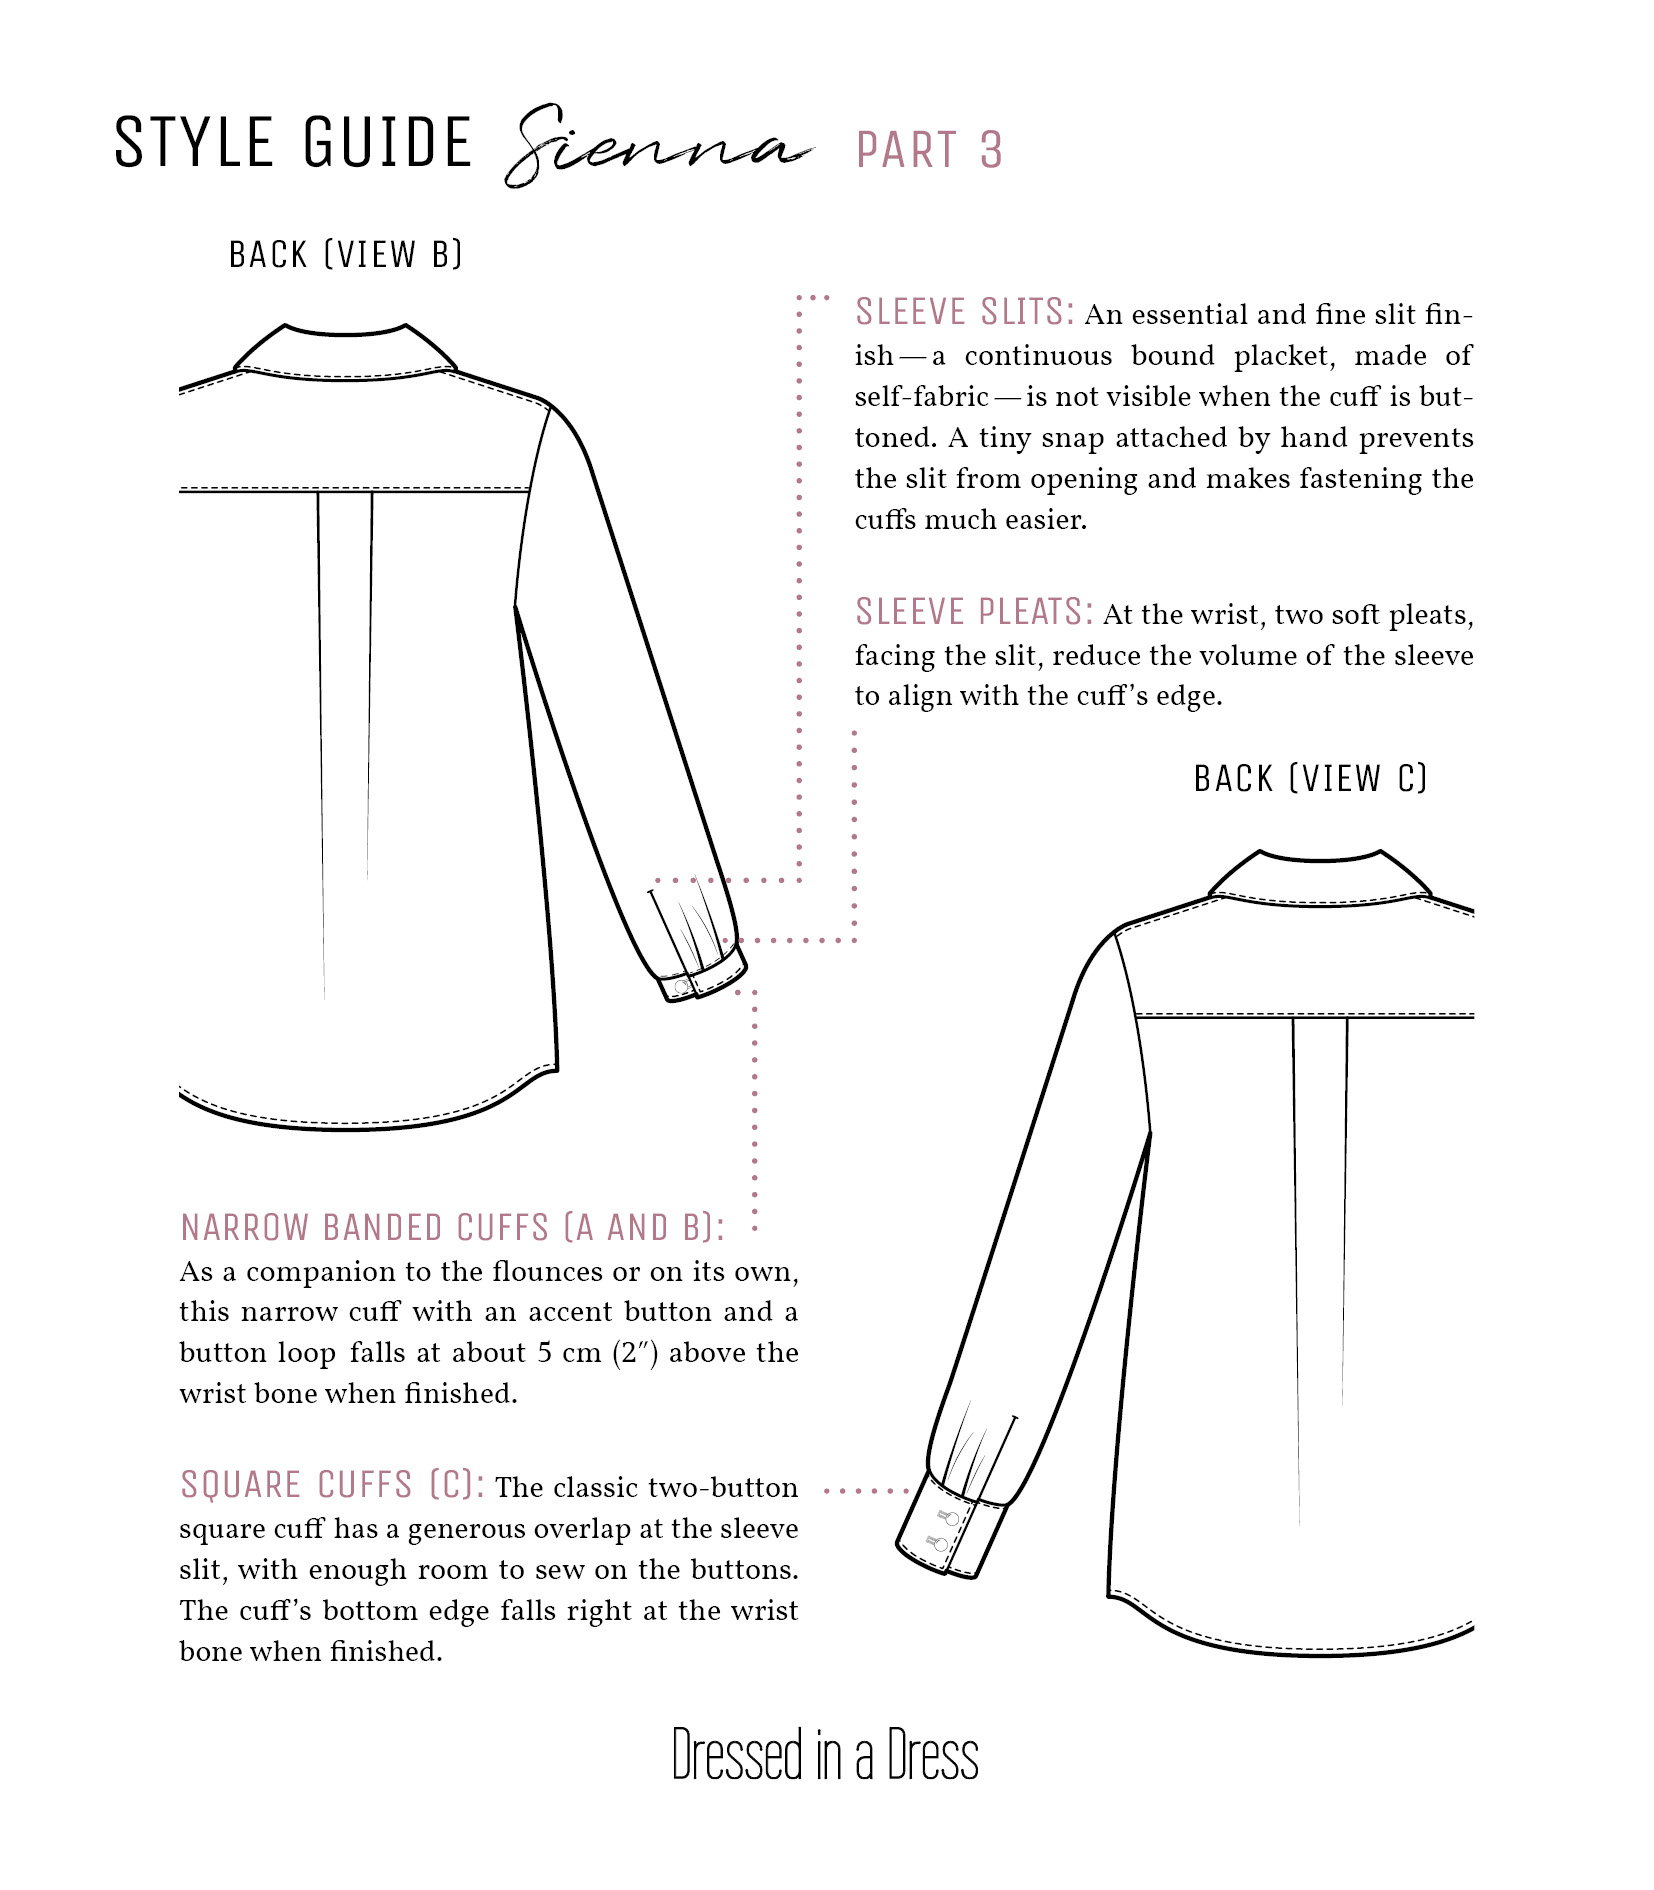 STYLE GUIDE Sienna PART 3
BACK (VIEW B)
SLEEVE SLITS: An essential and fine slit fin-
ish — a continuous bound placket, made of
self-fabric — is not visible when the cuff is but-
toned. A tiny snap attached by hand prevents
the slit from opening and makes fastening the
cuffs much easier.
SLEEVE PLEATS: At the wrist, two soft pleats,
facing the slit, reduce the volume of the sleeve
to align with the cuff’s edge.
BACK (VIEW C)
NARROW BANDED CUFFS (A AND B):
As a companion to the flounces or on its own,
this narrow cuff with an accent button and a
button loop falls at about 5 cm (2″) above the
wrist bone when finished.
SQUARE CUFFS (C): The classic two-button
square cuff has a generous overlap at the sleeve
slit, with enough room to sew on the buttons.
The cuff’s bottom edge falls right at the wrist
bone when finished.
Dressed in a Dress